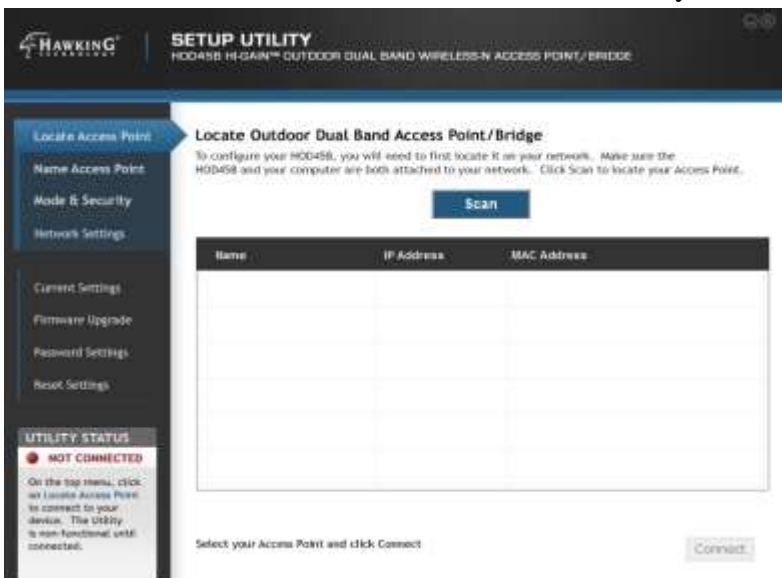 HAWKING
SETUP UTILITY
HOD45B HI-GAIN™ OUTDOOR DUAL BAND WIRELESS-N ACCESS POINT/BRIDGE
Locate Access Point
Name Access Point
Mode & Security
Network Settings
Current Settings
Firmware Upgrade
Password Settings
Reset Settings
UTILITY STATUS
NOT CONNECTED
On the top menu, click
on Locate Access Point
to connect to your
device. The Utility
is non-functional until
connected.
Locate Outdoor Dual Band Access Point/Bridge
To configure your HOD45B, you will need to first locate it on your network. Make sure the
HOD45B and your computer are both attached to your network. Click Scan to locate your Access Point.
Scan
Name IP Address MAC Address
Select your Access Point and click Connect
Connect